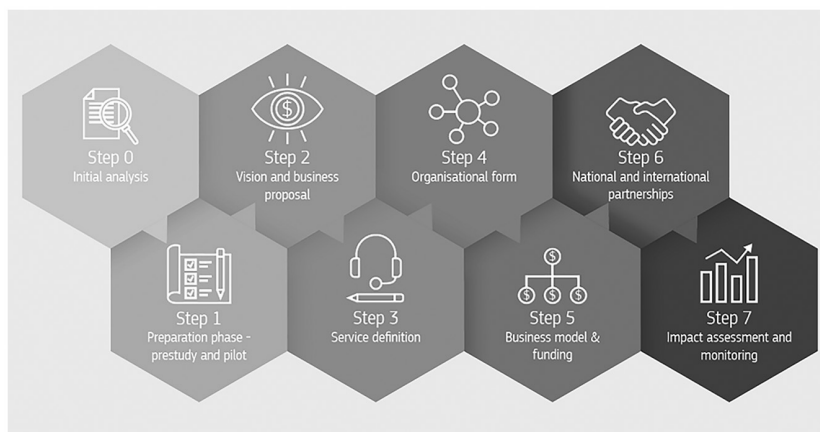 Step 0
Initial analysis
Step 1
Preparation phase –
prestudy and pilot
Step 2
Vision and business
proposal
Step 3
Service definition
Step 4
Organisational form
Step 5
Business model &
funding
Step 6
National and international
partnerships
Step 7
Impact assessment and
monitoring
$
$
$ $ $